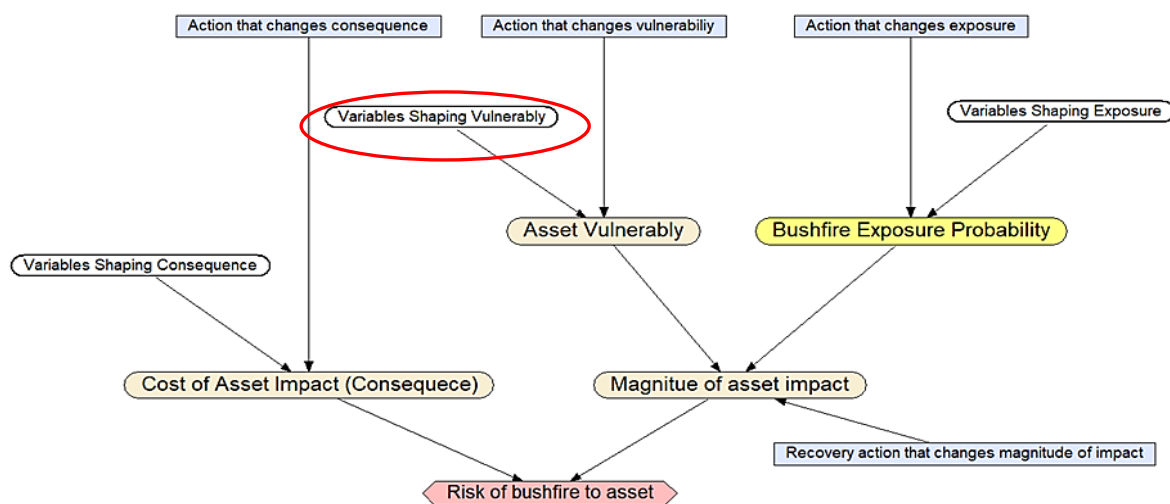 Action that changes consequence
Action that changes vulnerabiliy
Action that changes exposure
Variables Shaping Vulnerably
Variables Shaping Exposure
Asset Vulnerably
Bushfire Exposure Probability
Variables Shaping Consequence
Cost of Asset Impact (Consequece)
Magnitue of asset impact
Recovery action that changes magnitude of impact
Risk of bushfire to asset